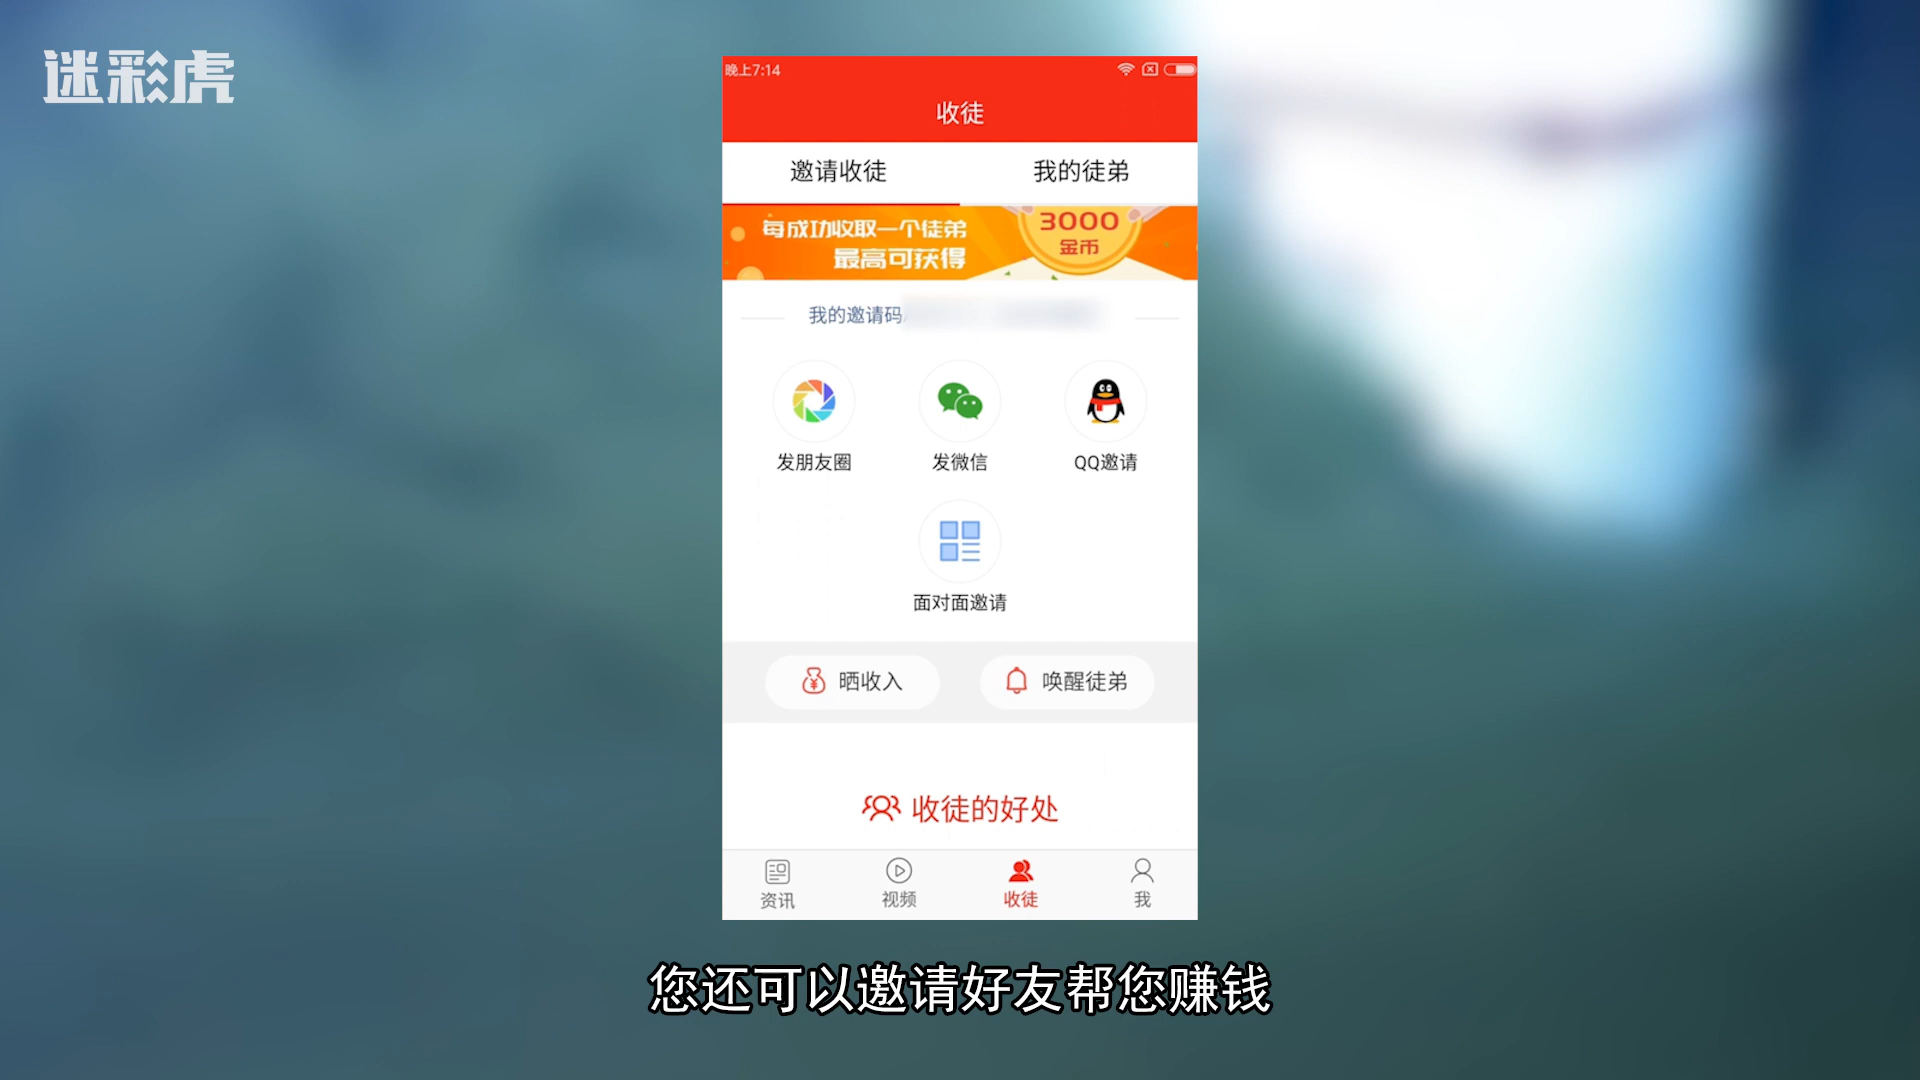 迷彩虎
晚上7:14
收徒
邀请收徒
我的徒弟
每成功收取一个徒弟
最高可获得
3000
金币
我的邀请码
发朋友圈
发微信
QQ邀请
面对面邀请
晒收入
唤醒徒弟
收徒的好处
资讯
视频
收徒
我
您还可以邀请好友帮您赚钱